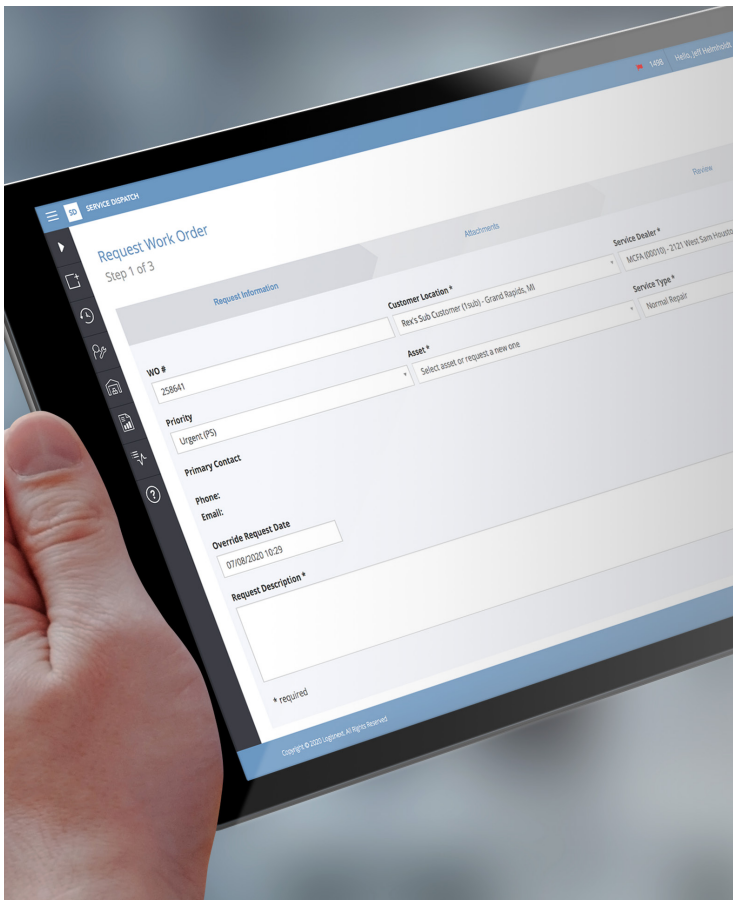 1498 Hello, Jeff Helmholdt
SD SERVICE DISPATCH
Request Work Order
Step 1 of 3
Request Information
Attachments
Review
WO #
258641
Customer Location *
Rex's Sub Customer (1sub) - Grand Rapids, MI
Service Dealer *
MCFA (00010) - 2121 West Sam Housto
Priority
Urgent (PS)
Asset *
Select asset or request a new one
Service Type *
Normal Repair
Primary Contact
Phone:
Email:
Override Request Date
07/08/2020 10:29
Request Description *
* required
Copyright © 2020 Logisnext. All Rights Reserved